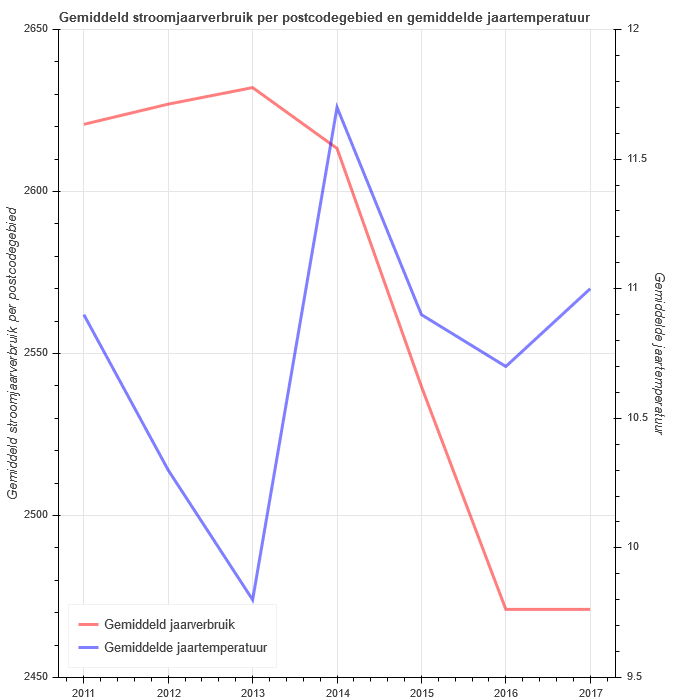 Gemiddeld stroomjaarverbruik per postcodegebied en gemiddelde jaartemperatuur
2650
2600
2550
2500
2450
Gemiddeld stroomjaarverbruik per postcodegebied
12
11.5
11
10.5
10
9.5
Gemiddelde jaartemperatuur
Gemiddeld jaarverbruik
Gemiddelde jaartemperatuur
2011 2012 2013 2014 2015 2016 2017